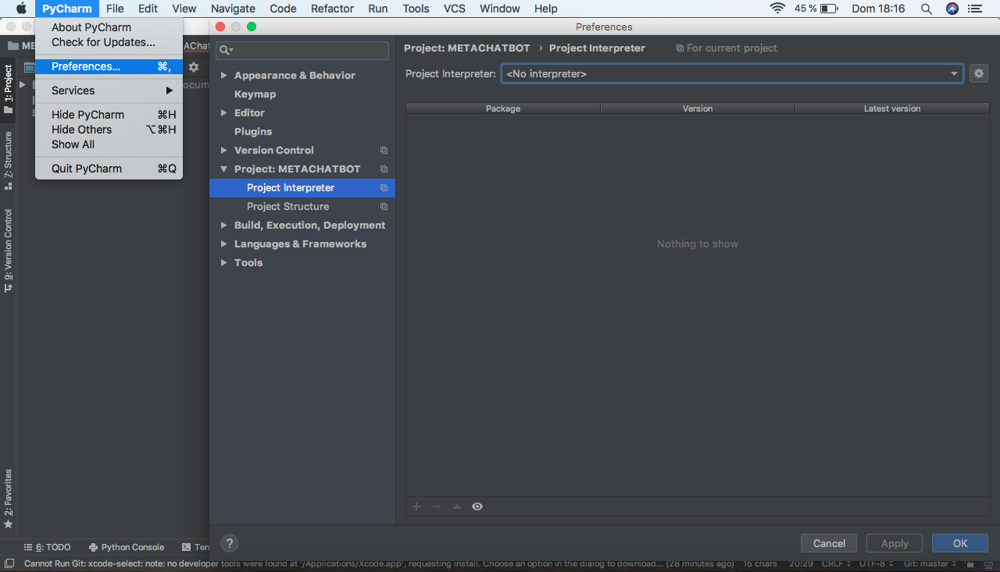 PyCharm File Edit View Navigate Code Refactor Run Tools VCS Window Help 45 % Dom 18:16
About PyCharm
Check for Updates...
Preferences... ⌘,
Services
Hide PyCharm ⌘H
Hide Others ⌥⌘H
Show All
Quit PyCharm ⌘Q
ME
AChat
ocum
1: Project
7: Structure
9: Version Control
2: Favorites
Preferences
Appearance & Behavior
Keymap
Editor
Plugins
Version Control
Project: METACHATBOT
Project Interpreter
Project Structure
Build, Execution, Deployment
Languages & Frameworks
Tools
Project: METACHATBOT › Project Interpreter For current project
Project Interpreter: <No interpreter>
Package Version Latest version
Nothing to show
? Cancel Apply OK
6: TODO Python Console Ter
Cannot Run Git: xcode-select: note: no developer tools were found at '/Applications/Xcode.app', requesting install. Choose an option in the dialog to download... (28 minutes ago) 15 chars 20:29 CRLF UTF-8 Git: master